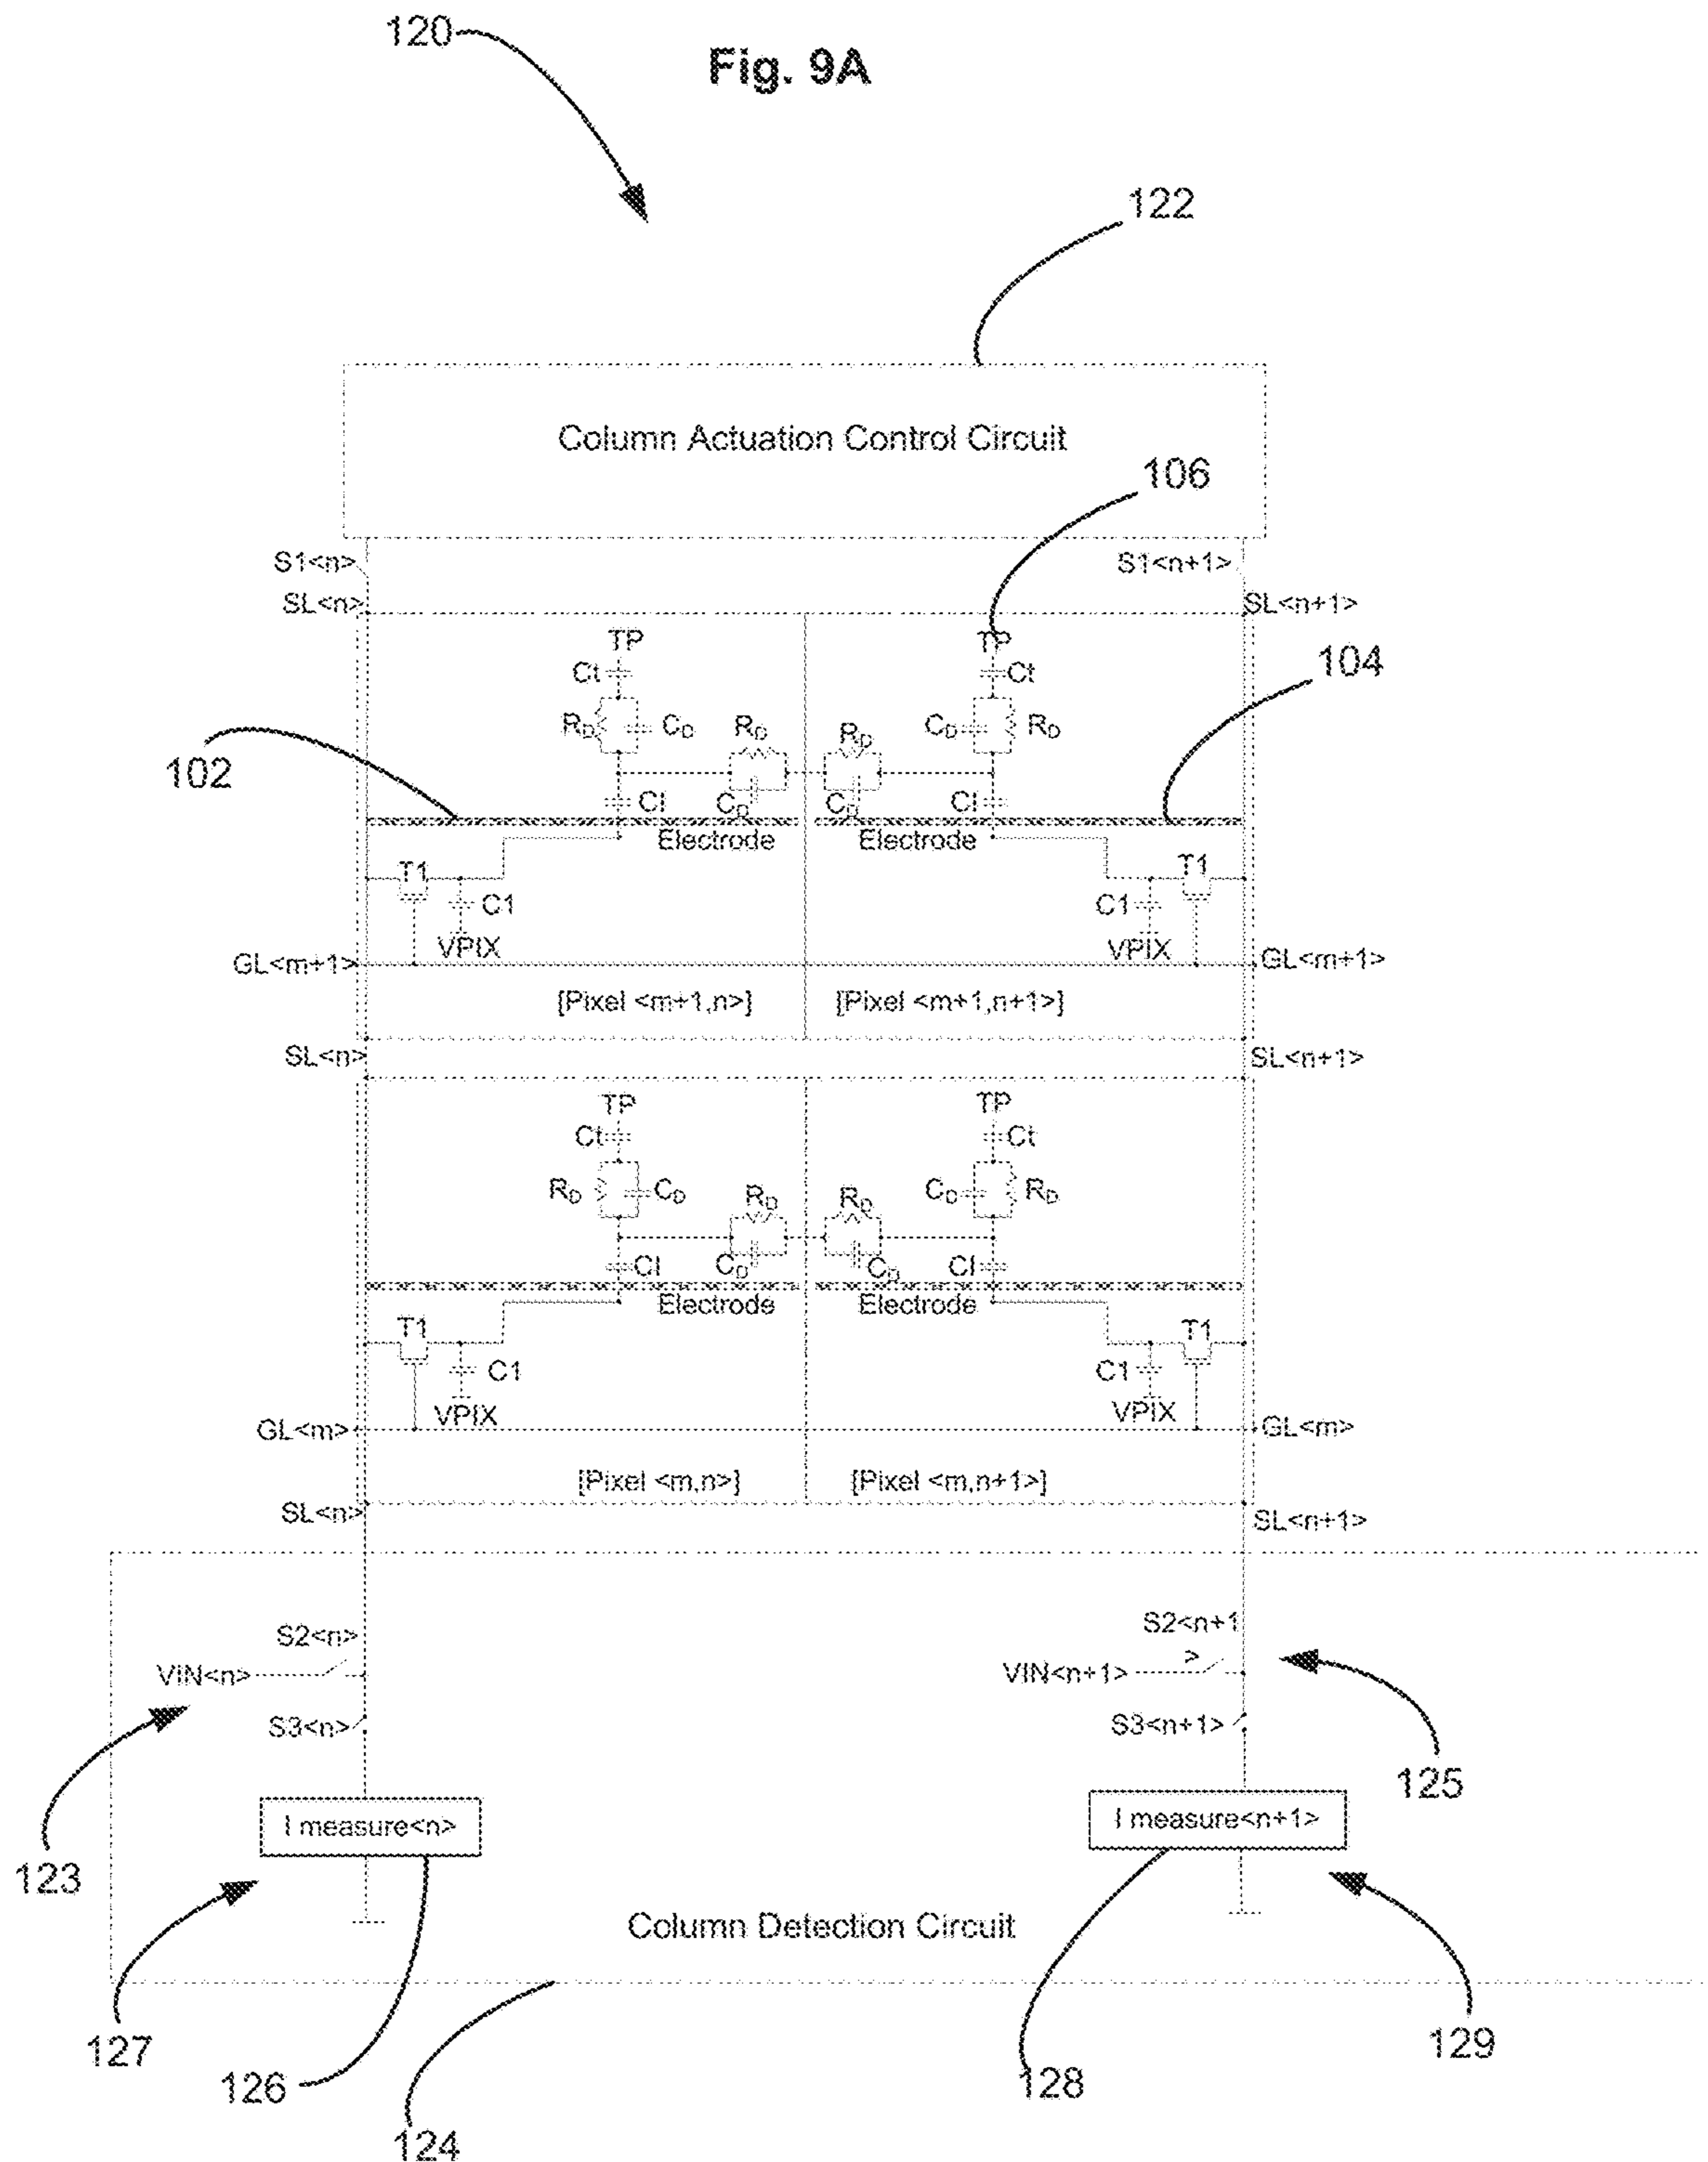 120
Fig. 9A
122
Column Actuation Control Circuit
106
S1<n>
S1<n+1>
SL<n>
SL<n+1>
TP
TP
Ct
Ct
104
RD
CD
RD
RD
CD
RD
102
CD
CI
CD
CI
Electrode
Electrode
T1
T1
C1
C1
VPIX
VPIX
GL<m+1>
GL<m+1>
[Pixel <m+1,n>]
[Pixel <m+1,n+1>]
SL<n>
SL<n+1>
TP
TP
Ct
Ct
RD
CD
RD
RD
CD
RD
CI
CD
CD
CI
Electrode
Electrode
T1
T1
C1
C1
VPIX
VPIX
GL<m>
GL<m>
[Pixel <m,n>]
[Pixel <m,n+1>]
SL<n>
SL<n+1>
S2<n>
S2<n+1
>
VIN<n>
VIN<n+1>
S3<n>
S3<n+1>
125
I measure<n>
I measure<n+1>
123
Column Detection Circuit
127
129
126
128
124